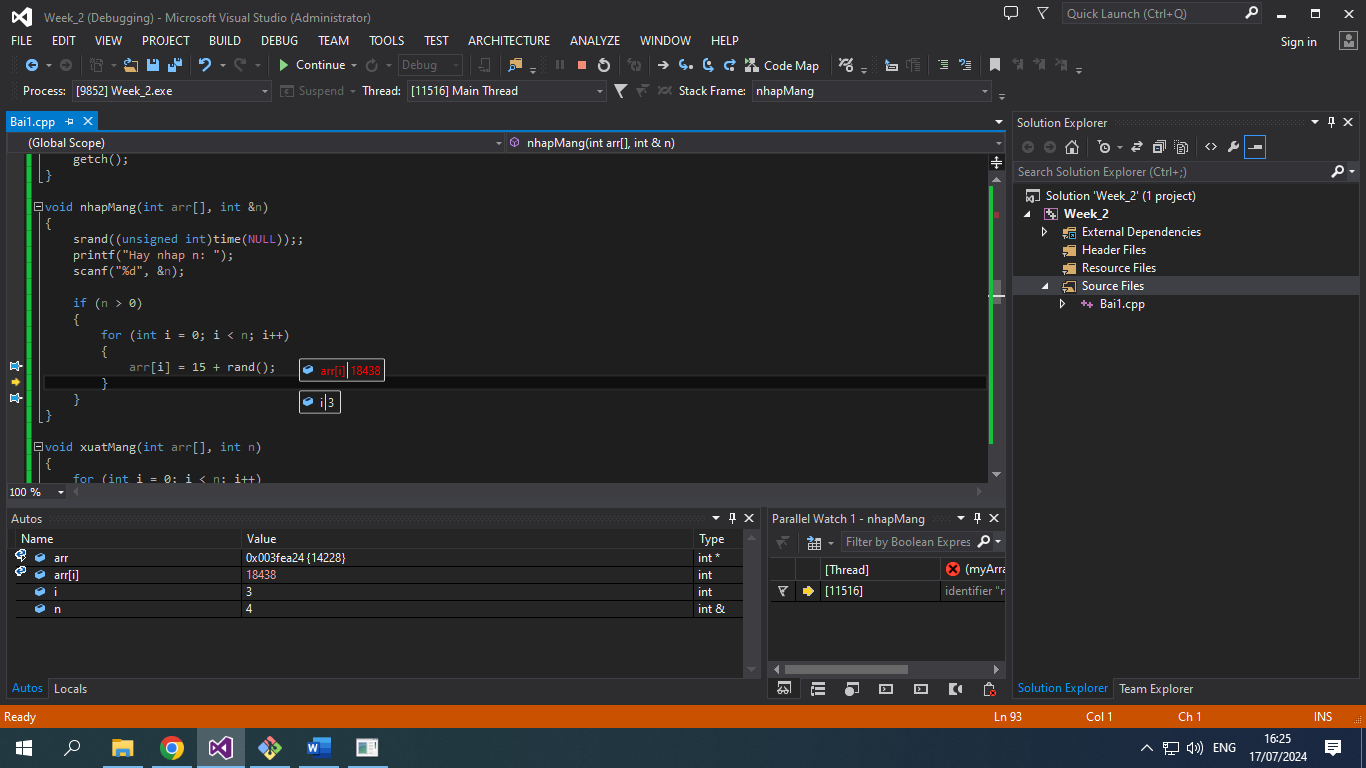 Week_2 (Debugging) - Microsoft Visual Studio (Administrator)
Quick Launch (Ctrl+Q)
FILE EDIT VIEW PROJECT BUILD DEBUG TEAM TOOLS TEST ARCHITECTURE ANALYZE WINDOW HELP
Sign in
Continue Debug Code Map
Process: [9852] Week_2.exe Suspend Thread: [11516] Main Thread Stack Frame: nhapMang
Bai1.cpp
(Global Scope) nhapMang(int arr[], int & n)
getch();
}
void nhapMang(int arr[], int &n)
{
srand((unsigned int)time(NULL));;
printf("Hay nhap n: ");
scanf("%d", &n);
if (n > 0)
{
for (int i = 0; i < n; i++)
{
arr[i] = 15 + rand();
arr[i] 18438
}
}
i 3
}
void xuatMang(int arr[], int n)
{
for (int i = 0; i < n; i++)
100 %
Autos
Name Value Type
arr 0x003fea24 {14228} int *
arr[i] 18438 int
i 3 int
n 4 int &
Autos Locals
Parallel Watch 1 - nhapMang
Filter by Boolean Expres
[Thread] (myArra
[11516] identifier "n
Solution Explorer
Search Solution Explorer (Ctrl+;)
Solution 'Week_2' (1 project)
Week_2
External Dependencies
Header Files
Resource Files
Source Files
Bai1.cpp
Solution Explorer Team Explorer
Ready Ln 93 Col 1 Ch 1 INS
ENG
16:25
17/07/2024